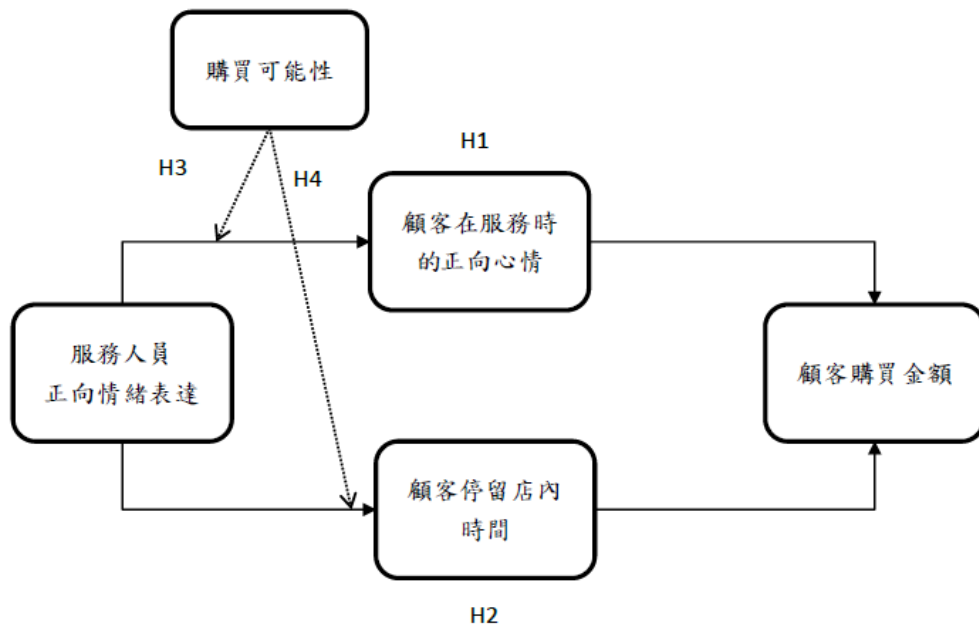 購買可能性
H1
H3
H4
顧客在服務時
的正向心情
服務人員
正向情緒表達
顧客購買金額
顧客停留店內
時間
H2